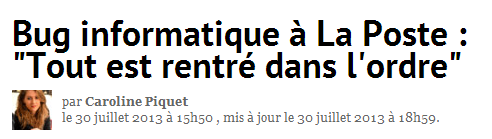 Bug informatique à La Poste :
"Tout est rentré dans l'ordre"
par Caroline Piquet
le 30 juillet 2013 à 15h50 , mis à jour le 30 juillet 2013 à 18h59.